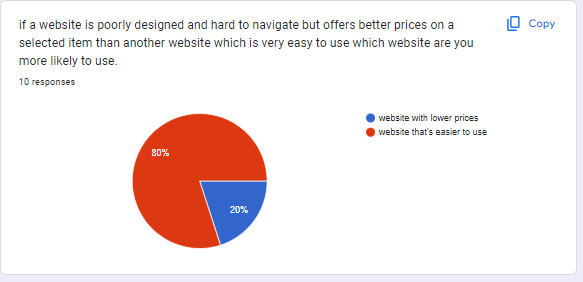 if a website is poorly designed and hard to navigate but offers better prices on a
selected item than another website which is very easy to use which website are you
more likely to use.
Copy
10 responses
website with lower prices
website that's easier to use
80%
20%